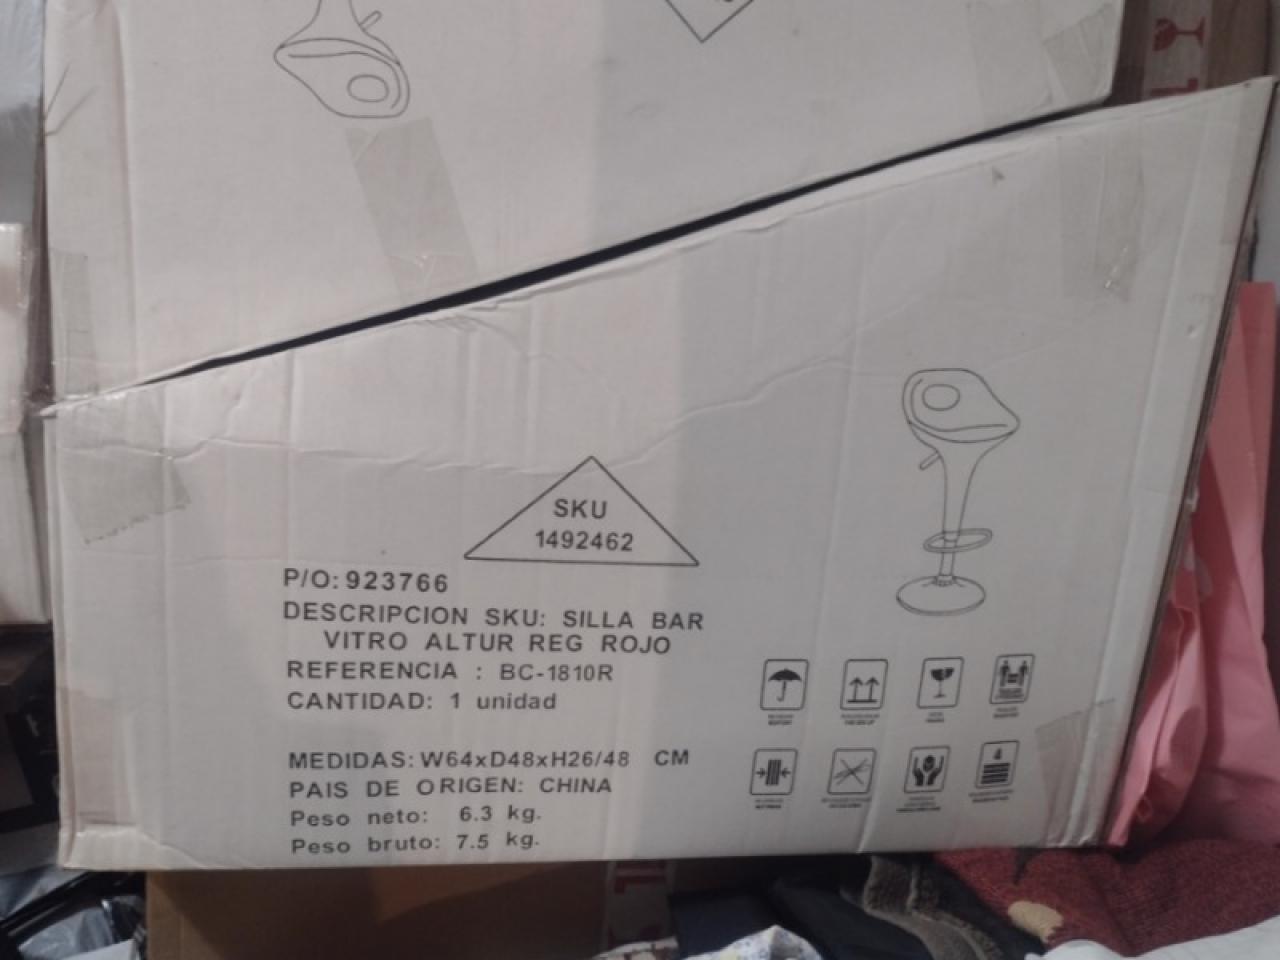 SKU
1492462
P/O: 923766
DESCRIPCION SKU: SILLA BAR
VITRO ALTUR REG ROJO
REFERENCIA : BC-1810R
CANTIDAD: 1 unidad
MEDIDAS: W64xD48xH26/48 CM
PAIS DE ORIGEN: CHINA
Peso neto: 6.3 kg.
Peso bruto: 7.5 kg.
4